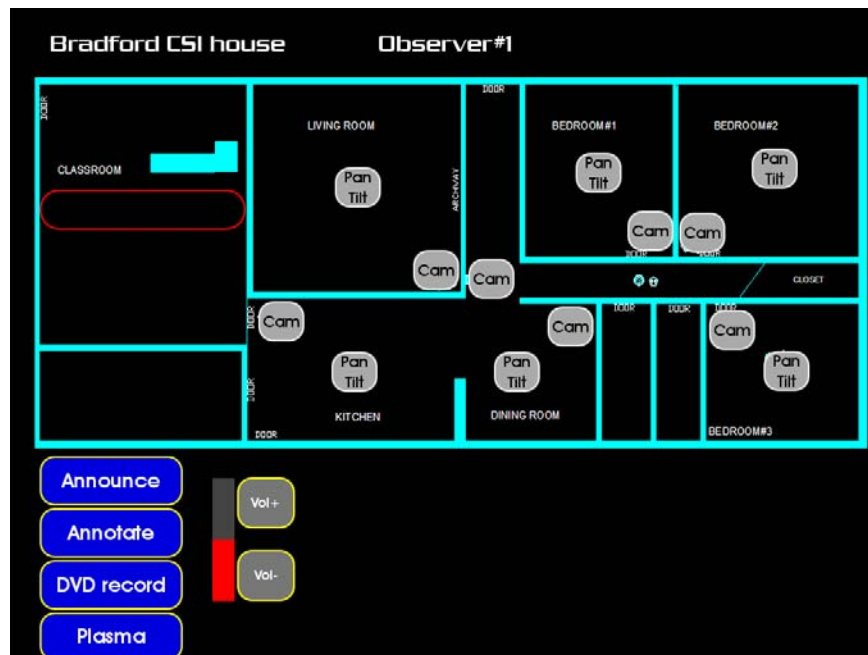 Bradford CSI house Observer#1
DOOR
DOOR
LIVING ROOM
BEDROOM#1
BEDROOM#2
CLASSROOM
Pan
Tilt
ARCHWAY
Pan
Tilt
Pan
Tilt
Cam
Cam
DOOR
DOOR
Cam
Cam
CLOSET
DOOR
Cam
Cam
DOOR
DOOR
DOOR
Cam
Pan
Tilt
Pan
Tilt
Pan
Tilt
DOOR
KITCHEN
DINING ROOM
DOOR
BEDROOM#3
Announce
Annotate
DVD record
Plasma
Vol+
Vol-